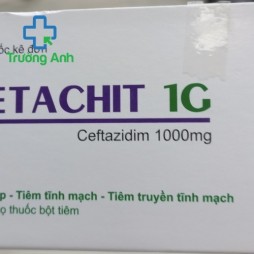 ốc kê đơn
Trường Anh
ETACHIT 1G
Ceftazidim 1000mg
p - Tiêm tĩnh mạch - Tiêm truyền tĩnh mạch
ọ thuốc bột tiêm